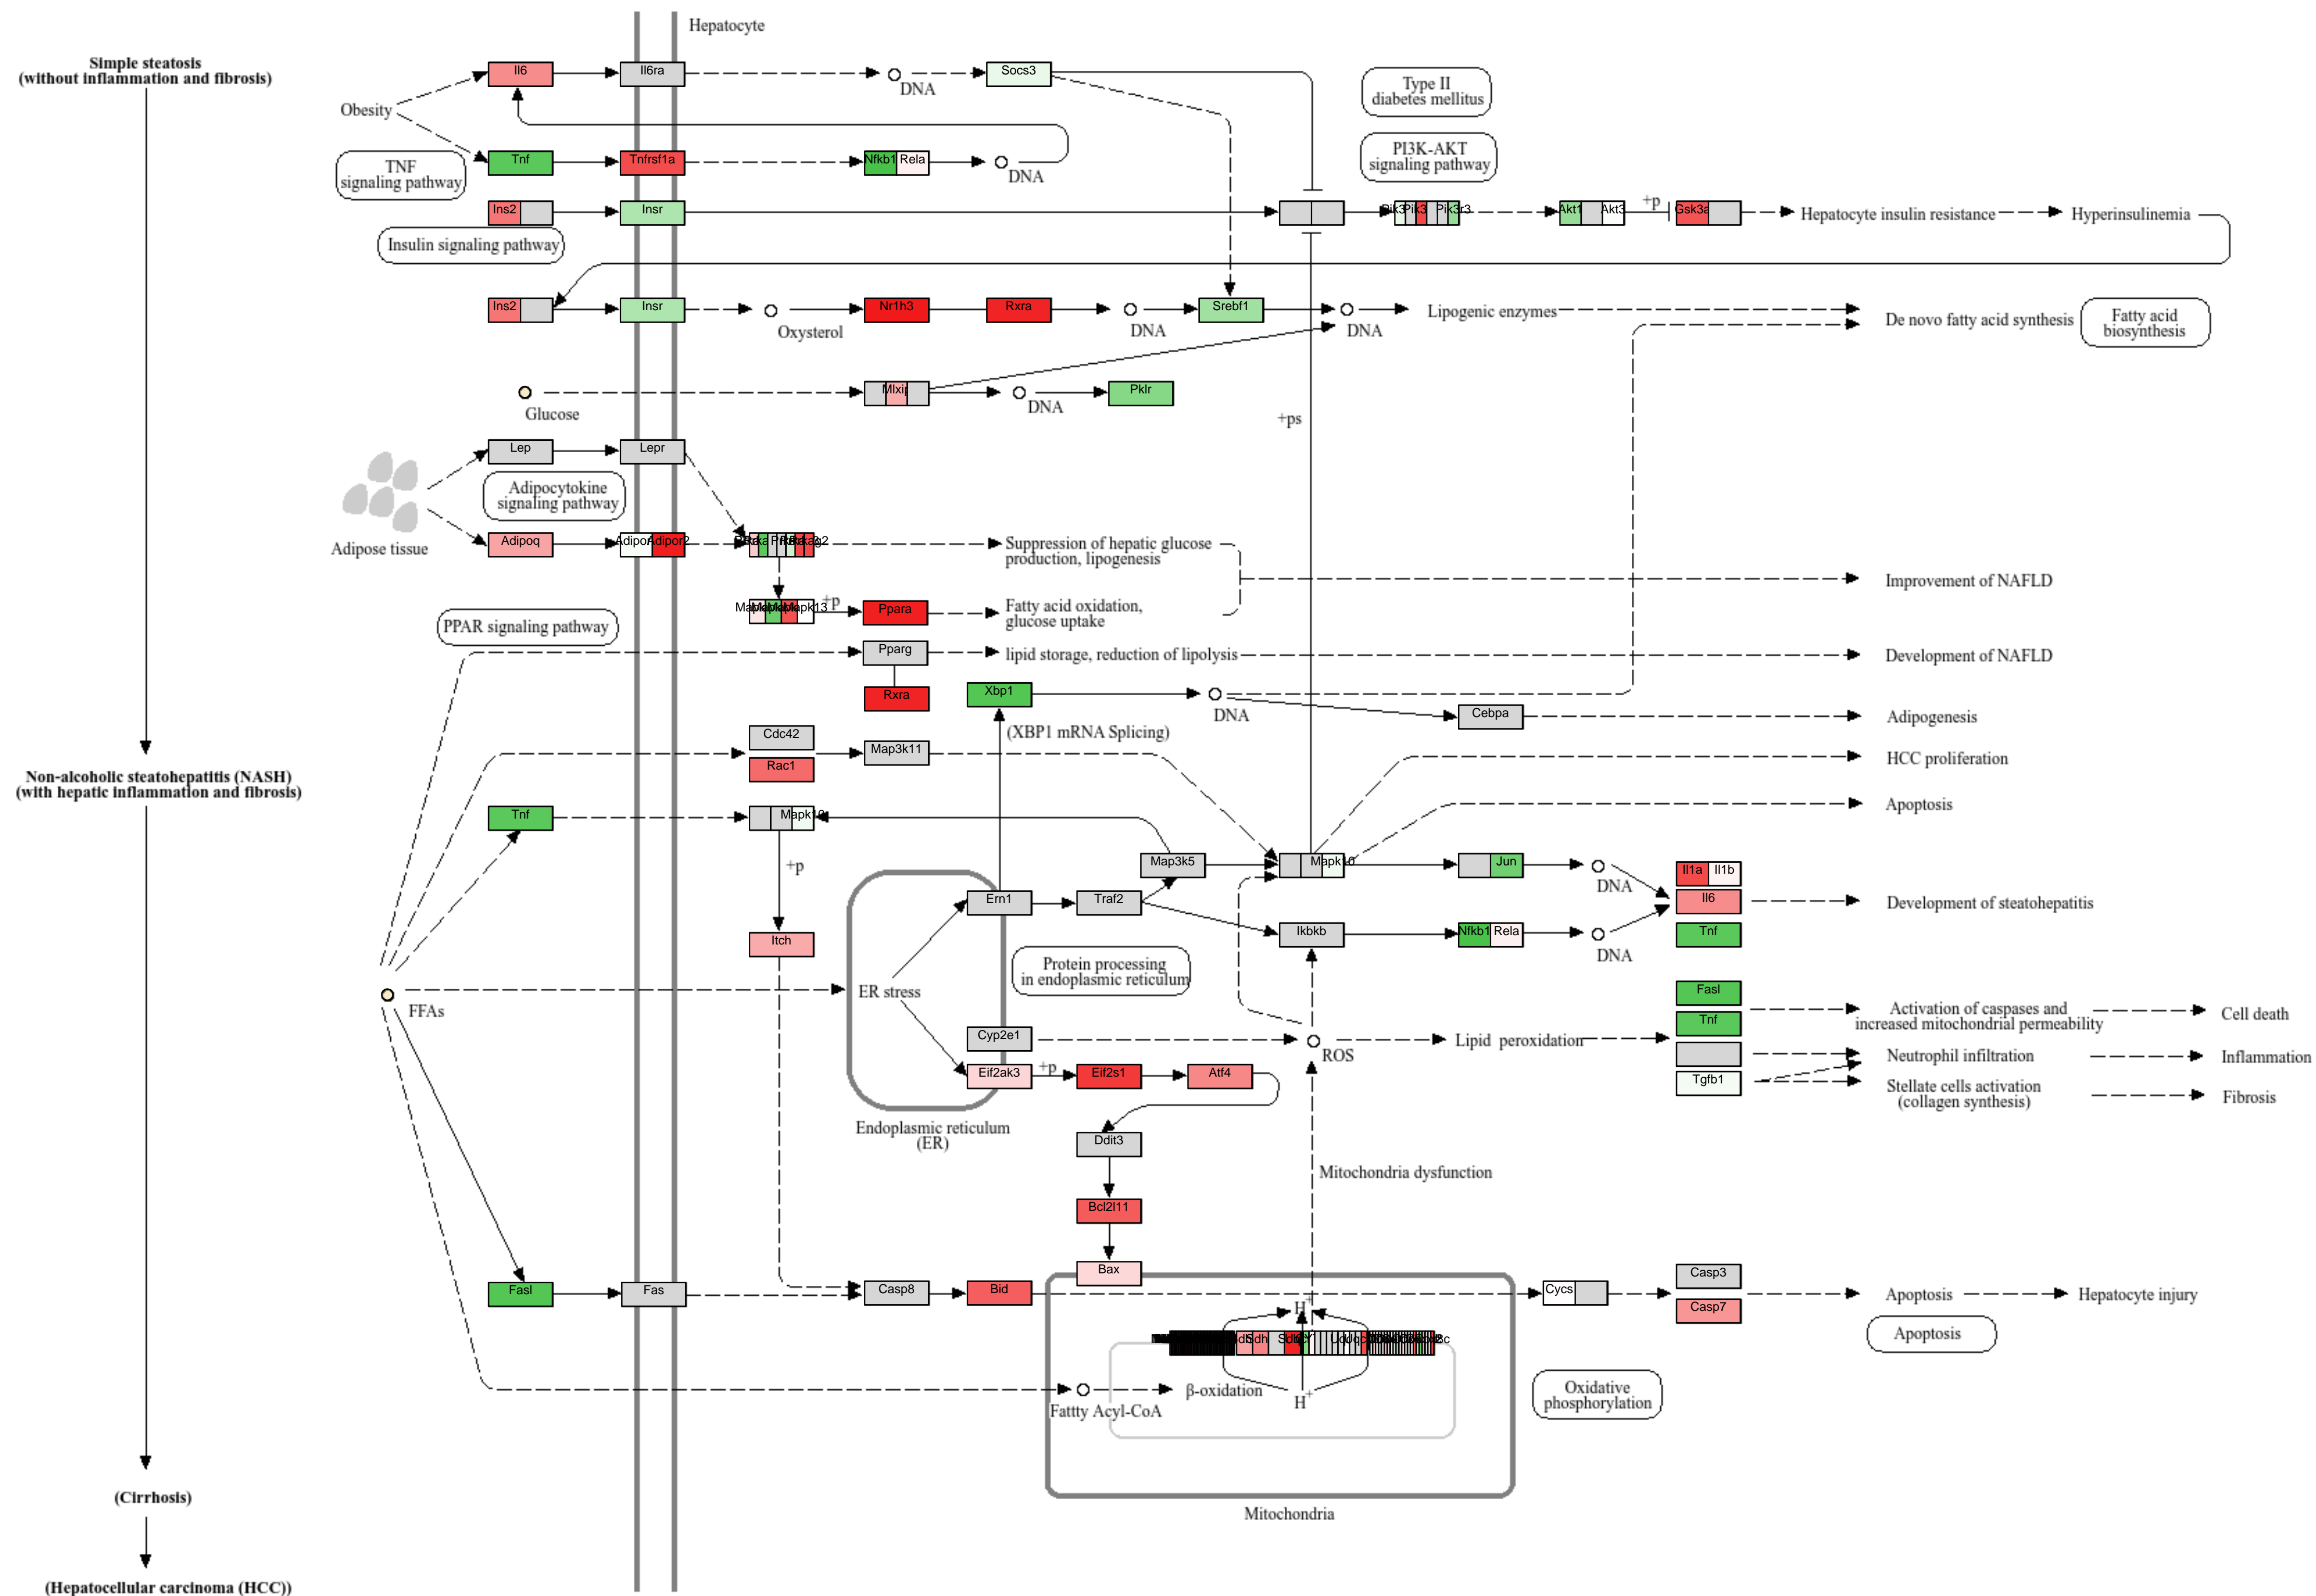 Hepatocyte
Simple steatosis
(without inflammation and fibrosis)
Il6
Il6ra
DNA
Socs3
Type II
diabetes mellitus
Obesity
PI3K-AKT
signaling pathway
TNF
signaling pathway
Tnf
Tnfrsf1a
Nfkb1
Rela
DNA
Ins2
Insr
Pik3r3
Akt1
Akt3
+p
Gsk3a
Hepatocyte insulin resistance
Hyperinsulinemia
Insulin signaling pathway
Ins2
Insr
Oxysterol
Nr1h3
Rxra
DNA
Srebf1
DNA
Lipogenic enzymes
De novo fatty acid synthesis
Fatty acid
biosynthesis
Glucose
DNA
Pklr
+ps
Lep
Lepr
Adipocytokine
signaling pathway
Adipose tissue
Adipoq
Adipor2
Suppression of hepatic glucose
production, lipogenesis
Improvement of NAFLD
Mapk13
+p
Ppara
Fatty acid oxidation,
glucose uptake
PPAR signaling pathway
Pparg
lipid storage, reduction of lipolysis
Development of NAFLD
Rxra
Xbp1
DNA
(XBP1 mRNA Splicing)
Cebpa
Adipogenesis
Cdc42
Rac1
Map3k11
HCC proliferation
Non-alcoholic steatohepatitis (NASH)
(with hepatic inflammation and fibrosis)
Apoptosis
Tnf
Mapk10
+p
Map3k5
Mapk10
Jun
DNA
Il1a
Il1b
Il6
Tnf
Development of steatohepatitis
Ern1
Traf2
Ikbkb
Nfkb1
Rela
DNA
Itch
Protein processing
in endoplasmic reticulum
ER stress
FFAs
Fasl
Tnf
Activation of caspases and
increased mitochondrial permeability
Cell death
Cyp2e1
ROS
Lipid peroxidation
Neutrophil infiltration
Inflammation
Eif2ak3
+p
Eif2s1
Atf4
Tgfb1
Stellate cells activation
(collagen synthesis)
Fibrosis
Endoplasmic reticulum
(ER)
Ddit3
Mitochondria dysfunction
Bcl2l11
Bax
Fasl
Fas
Casp8
Bid
Cycs
Casp3
Casp7
Apoptosis
Hepatocyte injury
Apoptosis
H+
Fattty Acyl-CoA
β-oxidation
H+
Oxidative
phosphorylation
Mitochondria
(Cirrhosis)
(Hepatocellular carcinoma (HCC))